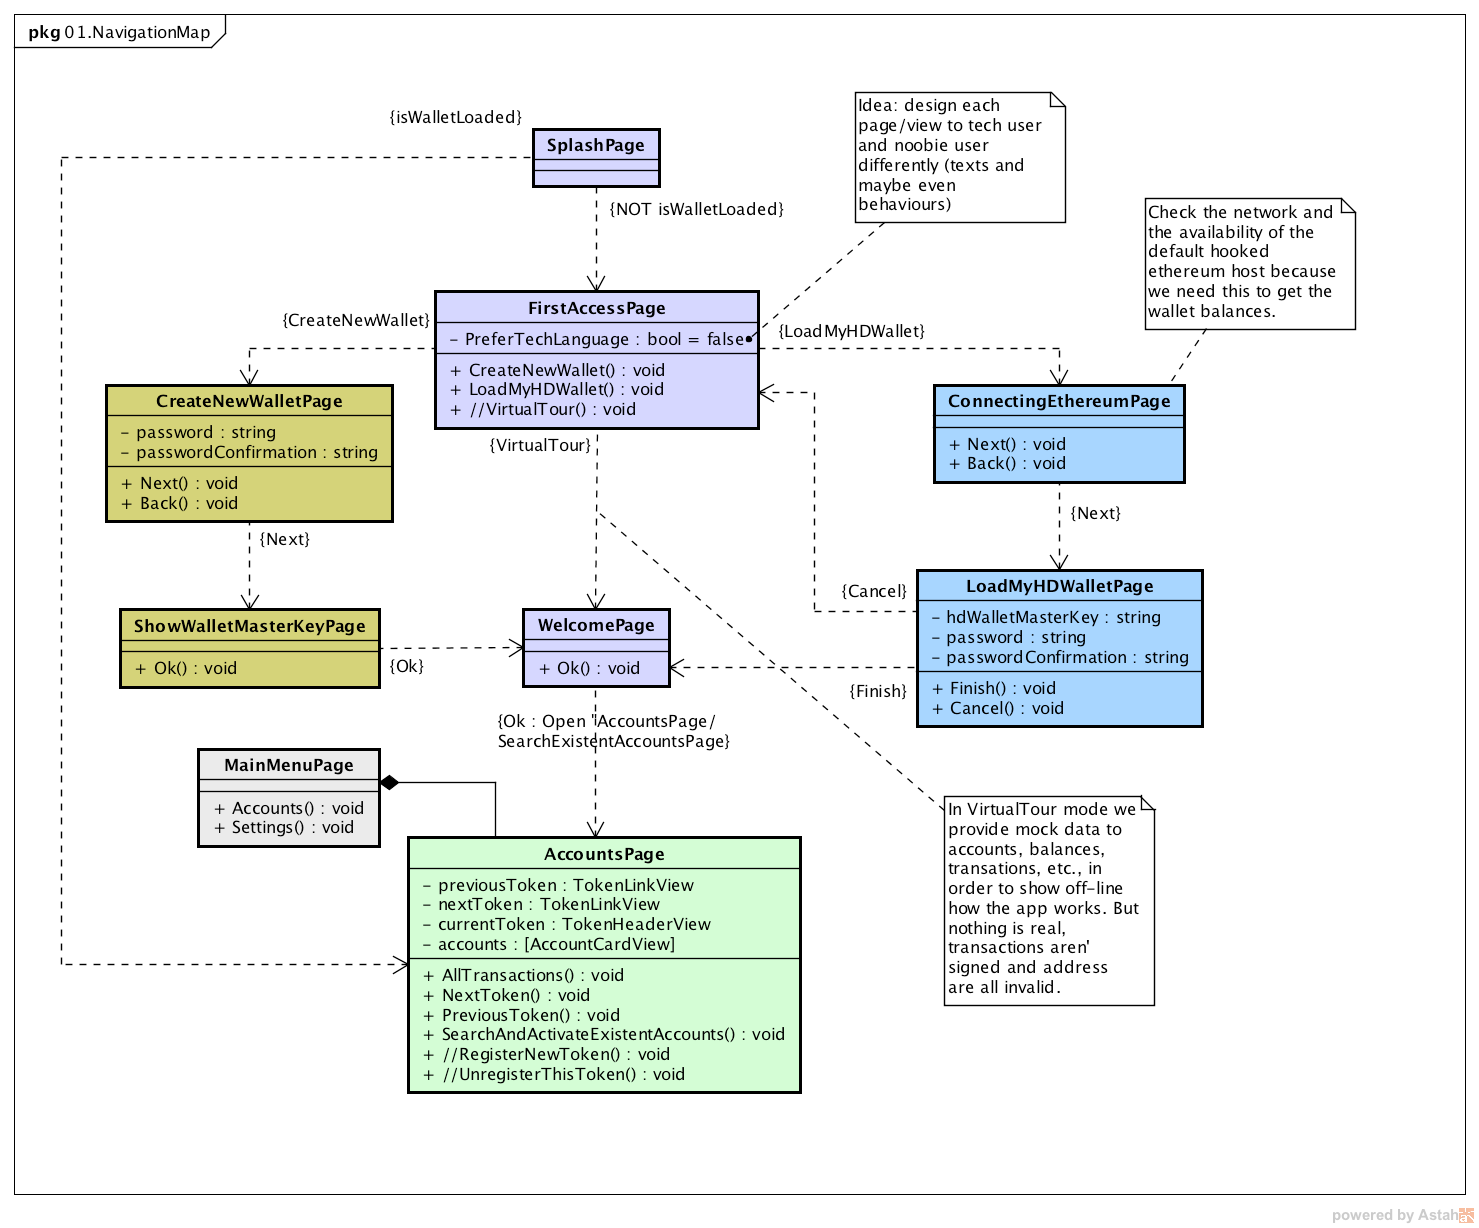 pkg 01.NavigationMap
{isWalletLoaded}
SplashPage
{NOT isWalletLoaded}
Idea: design each
page/view to tech user
and noobie user
differently (texts and
maybe even
behaviours)
Check the network and
the availability of the
default hooked
ethereum host because
we need this to get the
wallet balances.
{CreateNewWallet}
FirstAccessPage
- PreferTechLanguage : bool = false
+ CreateNewWallet() : void
+ LoadMyHDWallet() : void
+ //VirtualTour() : void
{LoadMyHDWallet}
{VirtualTour}
CreateNewWalletPage
- password : string
- passwordConfirmation : string
+ Next() : void
+ Back() : void
{Next}
ConnectingEthereumPage
+ Next() : void
+ Back() : void
{Next}
{Cancel}
LoadMyHDWalletPage
- hdWalletMasterKey : string
- password : string
- passwordConfirmation : string
+ Finish() : void
+ Cancel() : void
{Finish}
ShowWalletMasterKeyPage
+ Ok() : void
{Ok}
WelcomePage
+ Ok() : void
{Ok : Open 'AccountsPage/
SearchExistentAccountsPage}
MainMenuPage
+ Accounts() : void
+ Settings() : void
AccountsPage
- previousToken : TokenLinkView
- nextToken : TokenLinkView
- currentToken : TokenHeaderView
- accounts : [AccountCardView]
+ AllTransactions() : void
+ NextToken() : void
+ PreviousToken() : void
+ SearchAndActivateExistentAccounts() : void
+ //RegisterNewToken() : void
+ //UnregisterThisToken() : void
In VirtualTour mode we
provide mock data to
accounts, balances,
transations, etc., in
order to show off-line
how the app works. But
nothing is real,
transactions aren'
signed and address
are all invalid.
powered by Astah